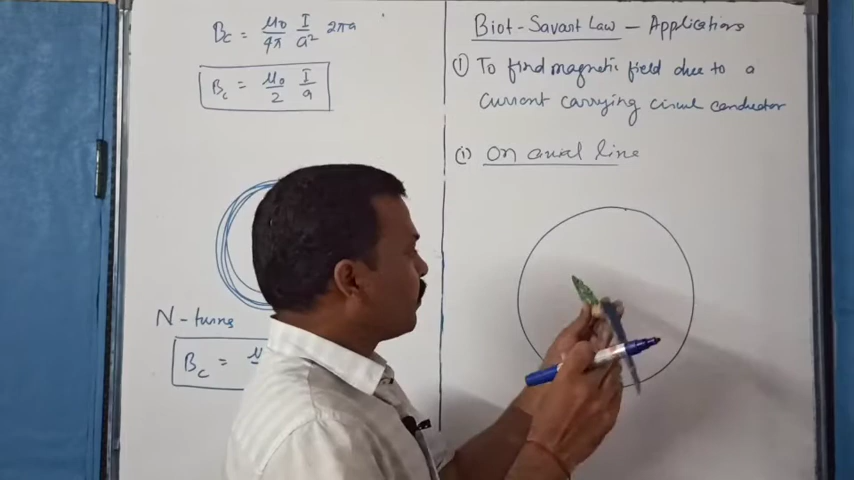 B_C = μ₀/4π I/a² 2πa
B_C = μ₀/2 I/a
N-turns
B_C = μ
Biot-Savart Law – Applications
① To find magnetic field due to a
current carrying circul conductor
(i) On axial line